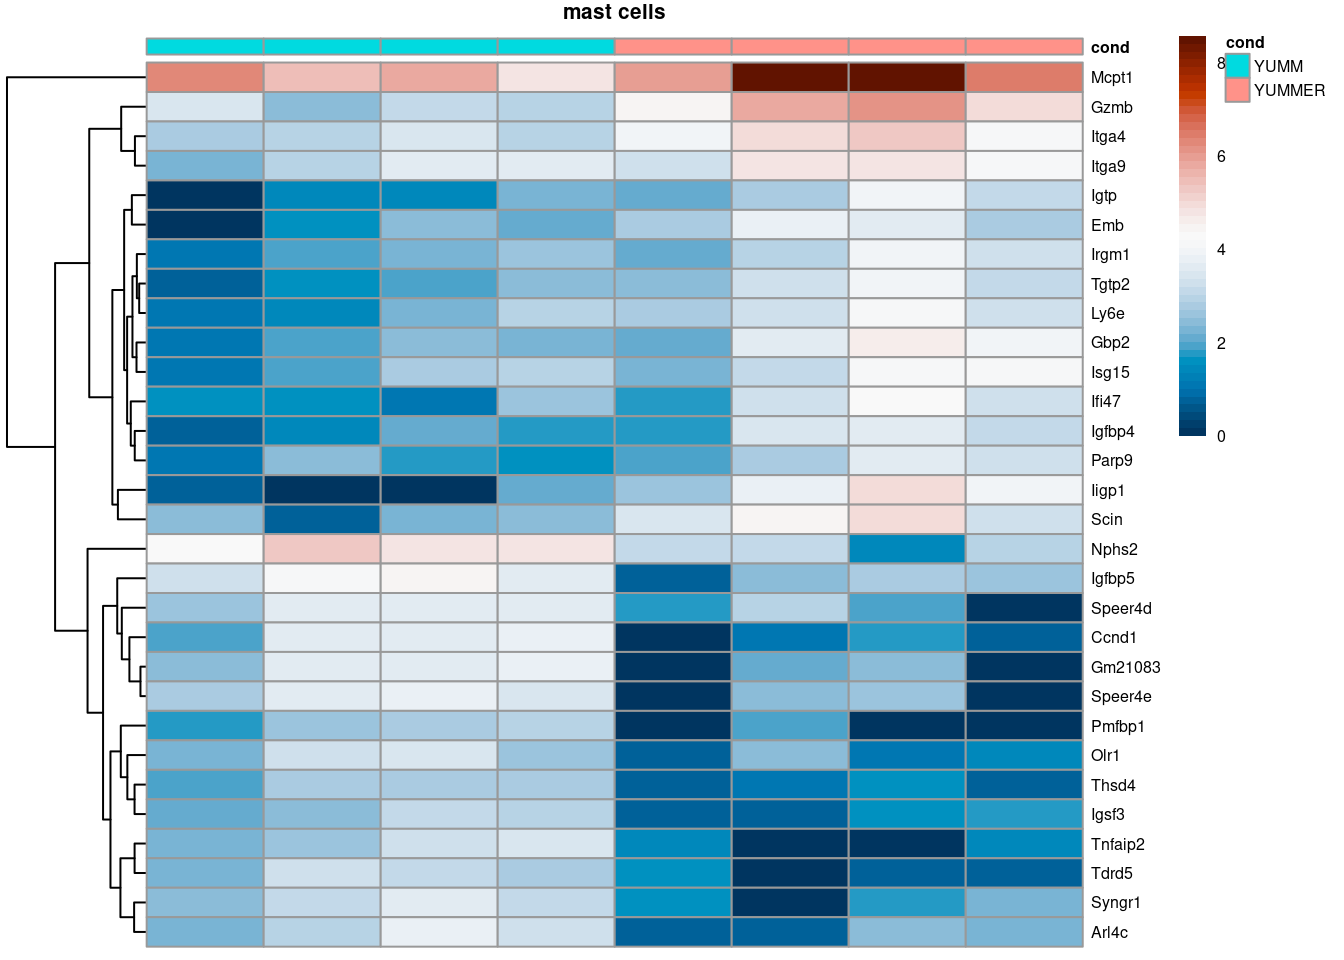 mast cells
cond
Mcpt1
Gzmb
Itga4
Itga9
Igtp
Emb
Irgm1
Tgtp2
Ly6e
Gbp2
Isg15
Ifi47
Igfbp4
Parp9
Iigp1
Scin
Nphs2
Igfbp5
Speer4d
Ccnd1
Gm21083
Speer4e
Pmfbp1
Olr1
Thsd4
Igsf3
Tnfaip2
Tdrd5
Syngr1
Arl4c
8
6
4
2
0
cond
YUMM
YUMMER